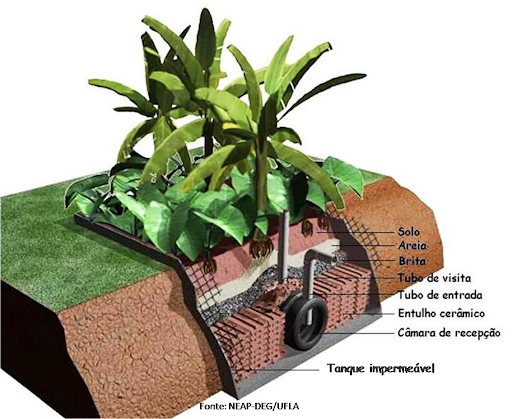 Solo
Areia
Brita
Tubo de visita
Tubo de entrada
Entulho cerâmico
Câmara de recepção
Tanque impermeável
Fonte: NEAP-DEG/UFLA